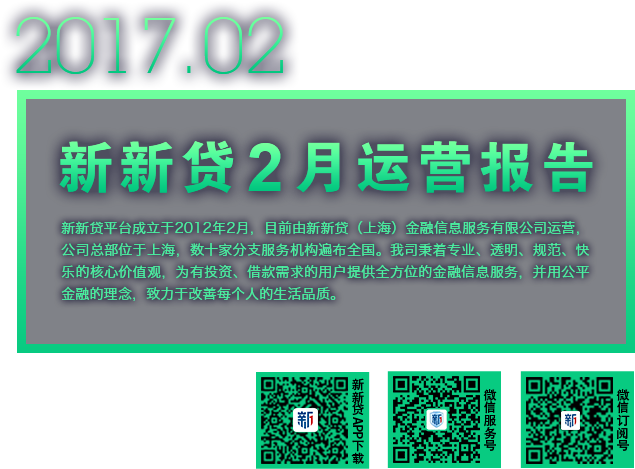 2017.02
新新贷2月运营报告
新新贷平台成立于2012年2月，目前由新新贷（上海）金融信息服务有限公司运营，
公司总部位于上海，数十家分支服务机构遍布全国。我司秉着专业、透明、规范、快
乐的核心价值观，为有投资、借款需求的用户提供全方位的金融信息服务，并用公平
金融的理念，致力于改善每个人的生活品质。
新新贷APP下载
微信服务号
微信订阅号
新
新
新